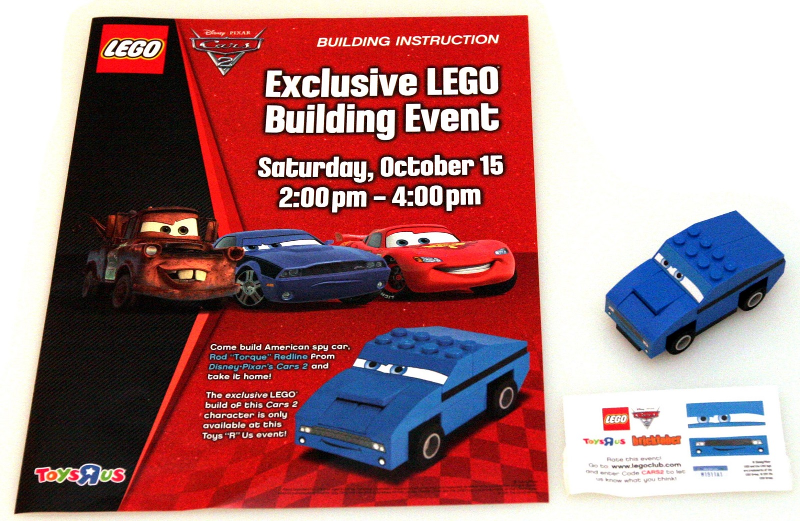 LEGO
Disney · PIXAR
Cars
2
BUILDING INSTRUCTION
Exclusive LEGO
Building Event
Saturday, October 15
2:00 pm – 4:00 pm
Come build American spy car,
Rod "Torque" Redline from
Disney·Pixar's Cars 2 and
take it home!
The exclusive LEGO®
build of this Cars 2
character is only
available at this
Toys "R" Us event!
TOYS"R"US
LEGO
Cars
2
TOYS"R"US
Rate this event!
Go to www.legoclub.com
and enter Code CARS2 to let
us know what you think!